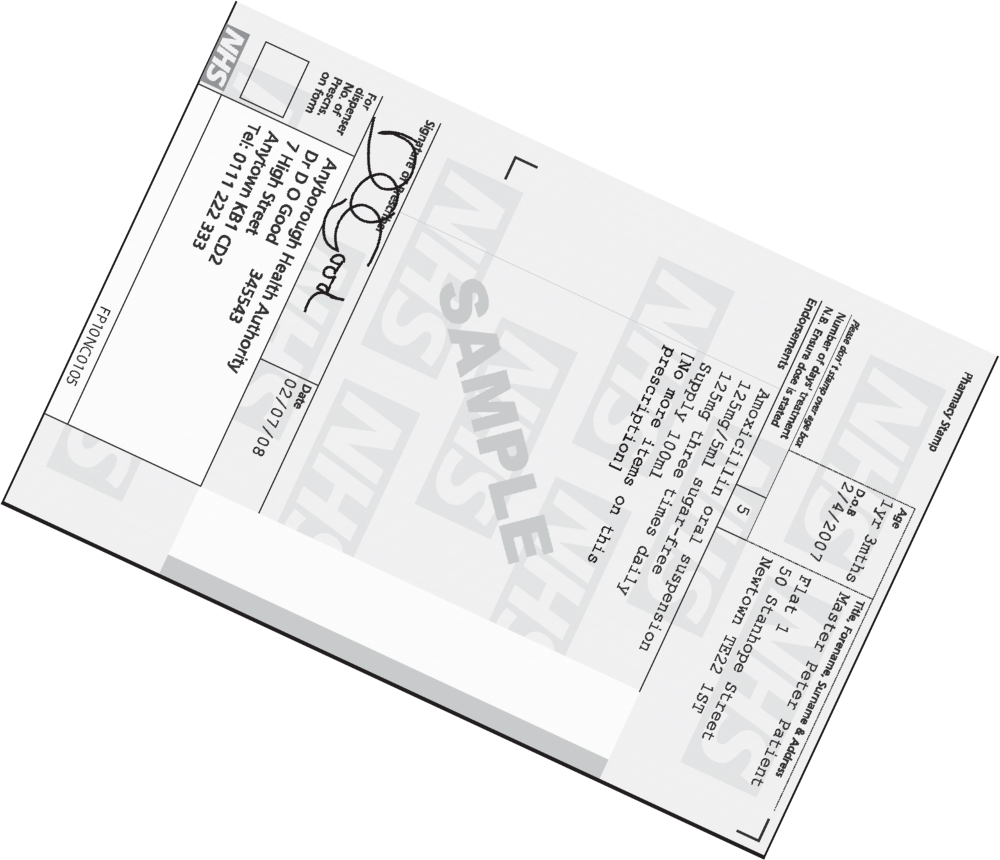 Pharmacy Stamp
Age
1yr 3mths
D.o.B
2/4/2007
Title, Forename, Surname & Address
Master Peter Patient
Flat 1
50 Stanhope Street
Newtown TE22 1ST
Please don't stamp over age box
Number of days' treatment
N.B. Ensure dose is stated
5
Endorsements
Amoxicillin oral suspension
125mg/5ml sugar-free
125mg three times daily
Supply 100ml
[No more items on this
prescription]
SAMPLE
Signature of Prescriber
Date
02/07/08
For
dispenser
No. of
Prescns.
on form
Anyborough Health Authority
Dr D O Good 345543
7 High Street
Anytown KB1 CD2
Tel: 0111 222 333
NHS
FP10NC0105